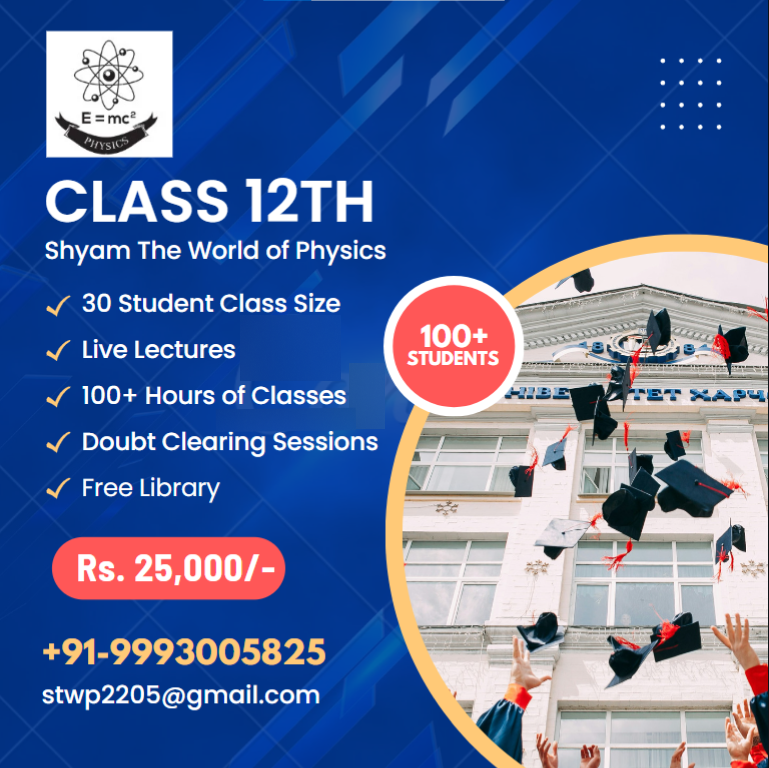 E=mc²
PHYSICS
CLASS 12TH
Shyam The World of Physics
30 Student Class Size
Live Lectures
100+ Hours of Classes
Doubt Clearing Sessions
Free Library
100+
STUDENTS
Rs. 25,000/-
+91-9993005825
stwp2205@gmail.com